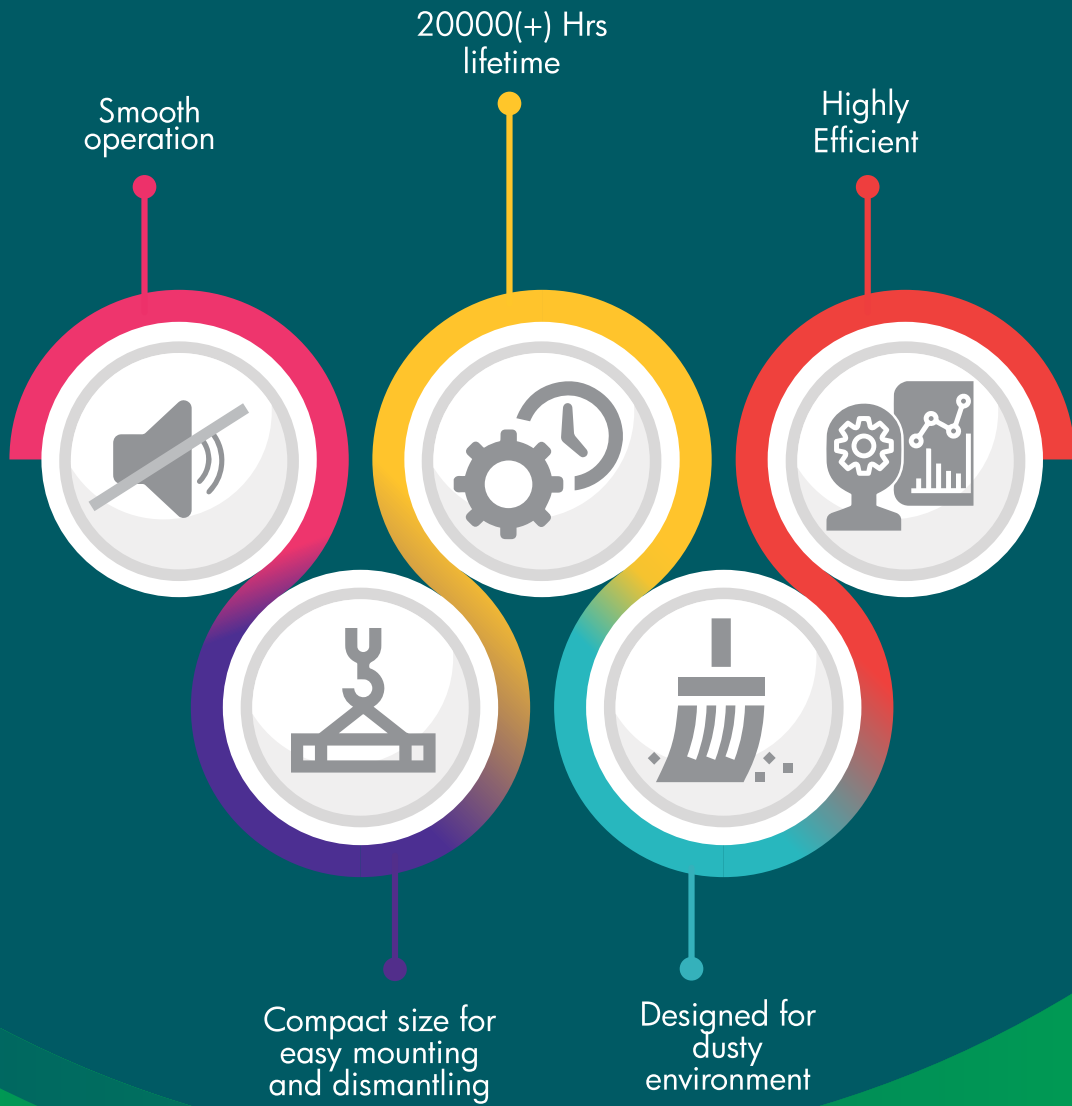 20000(+) Hrs
lifetime
Smooth
operation
Highly
Efficient
Compact size for
easy mounting
and dismantling
Designed for
dusty
environment